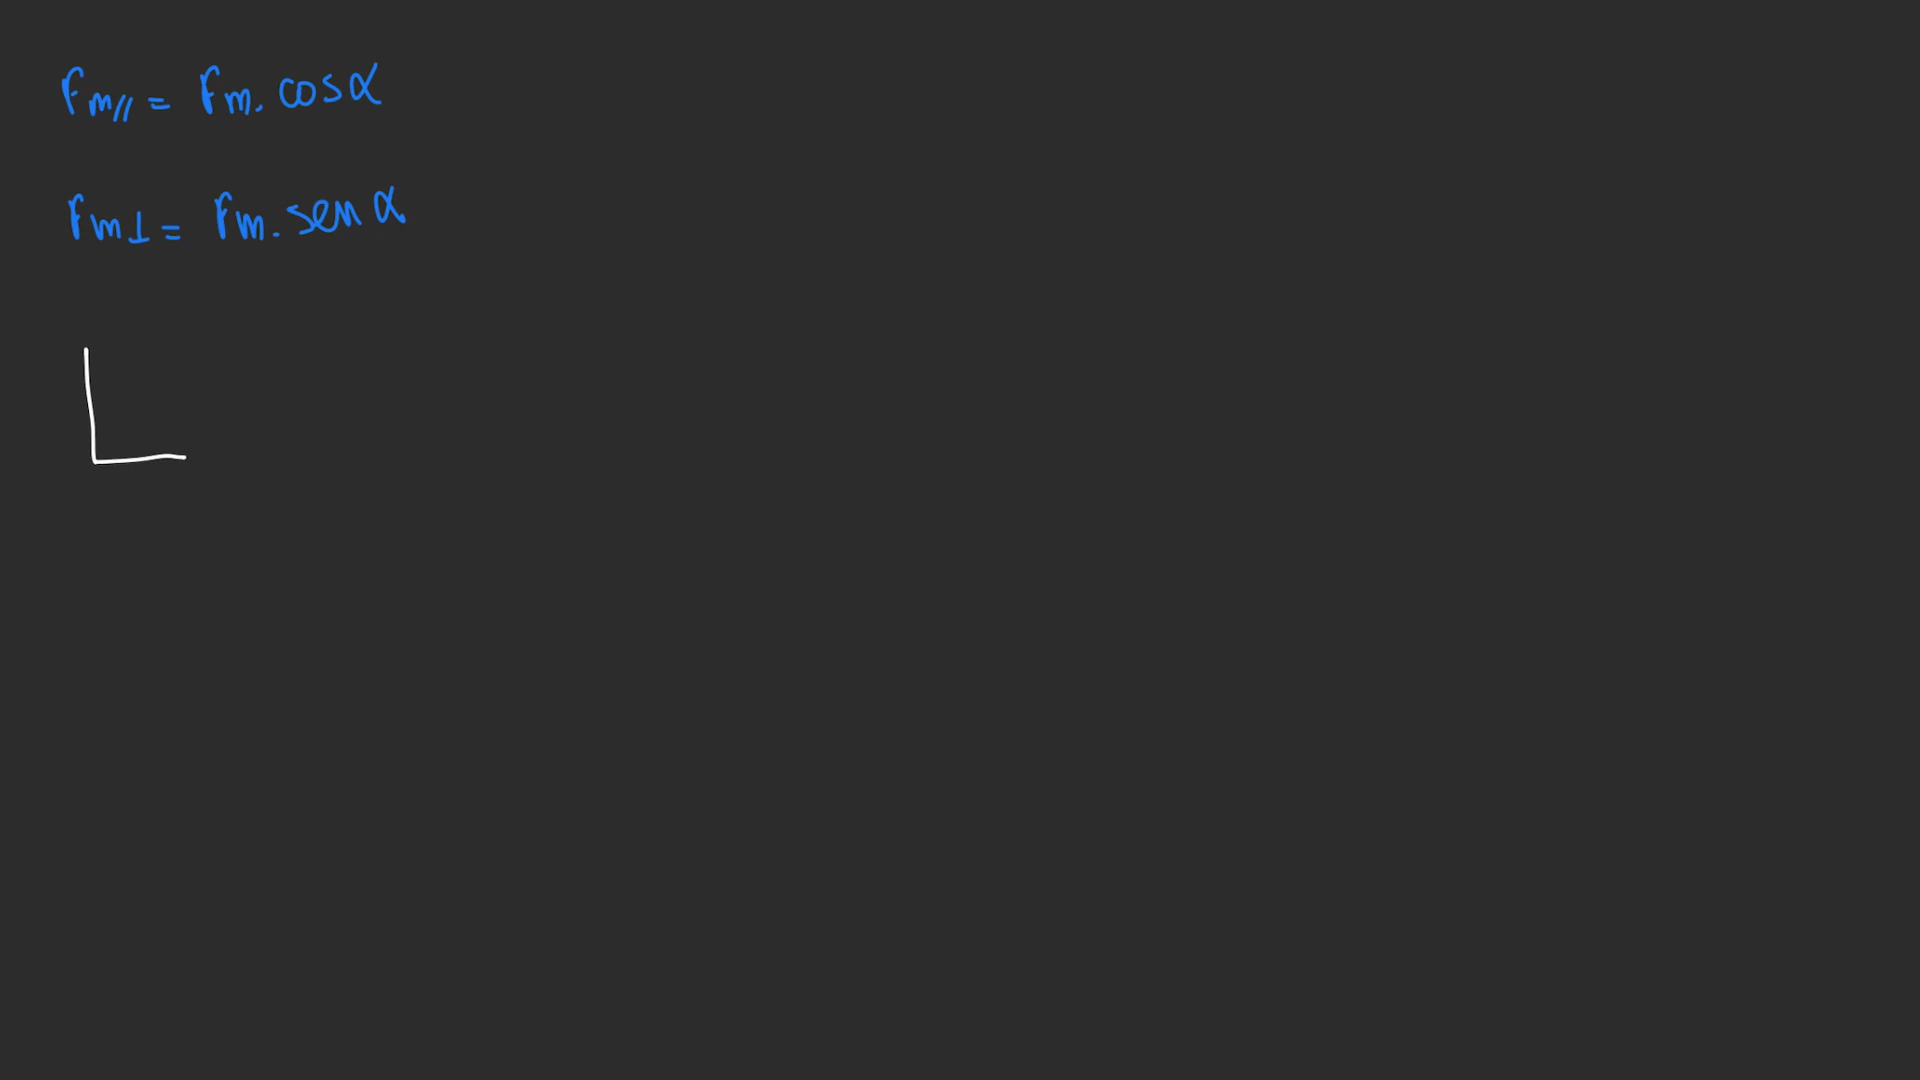 Fm// = Fm. cosα
Fm⊥ = Fm. sen α.